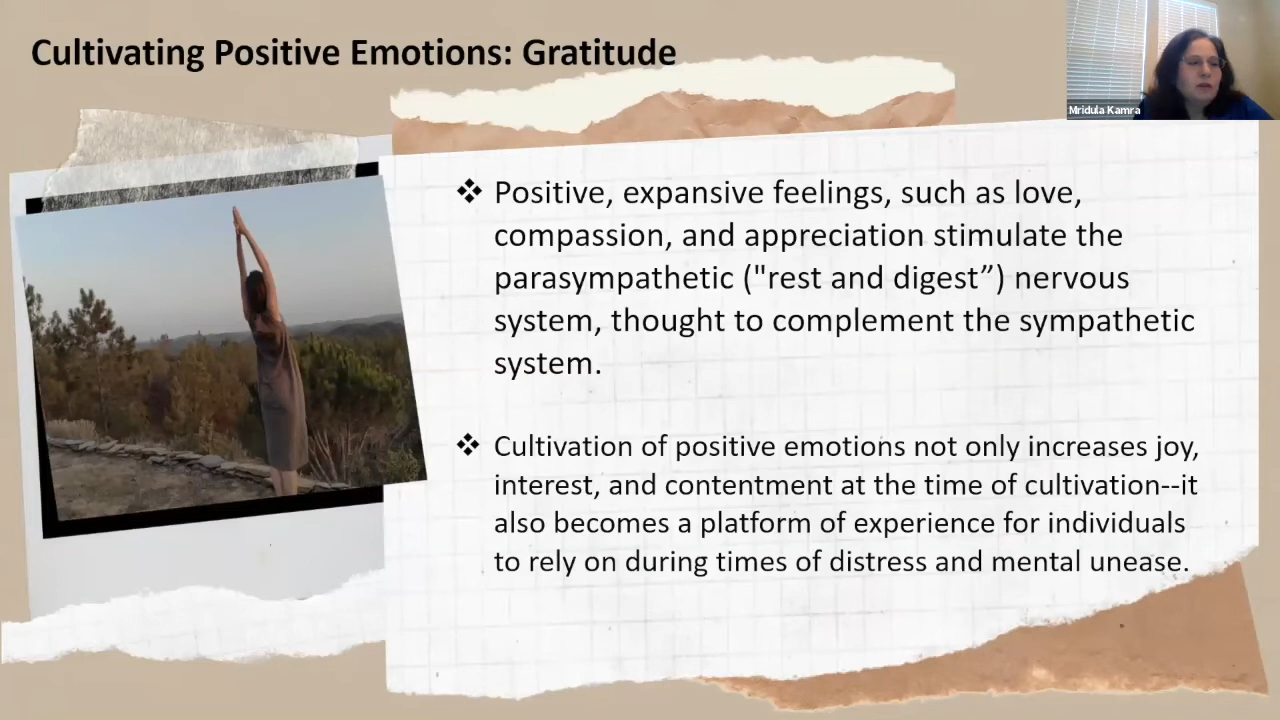 Cultivating Positive Emotions: Gratitude
Mridula Kamra
❖ Positive, expansive feelings, such as love,
compassion, and appreciation stimulate the
parasympathetic ("rest and digest”) nervous
system, thought to complement the sympathetic
system.
❖ Cultivation of positive emotions not only increases joy,
interest, and contentment at the time of cultivation--it
also becomes a platform of experience for individuals
to rely on during times of distress and mental unease.